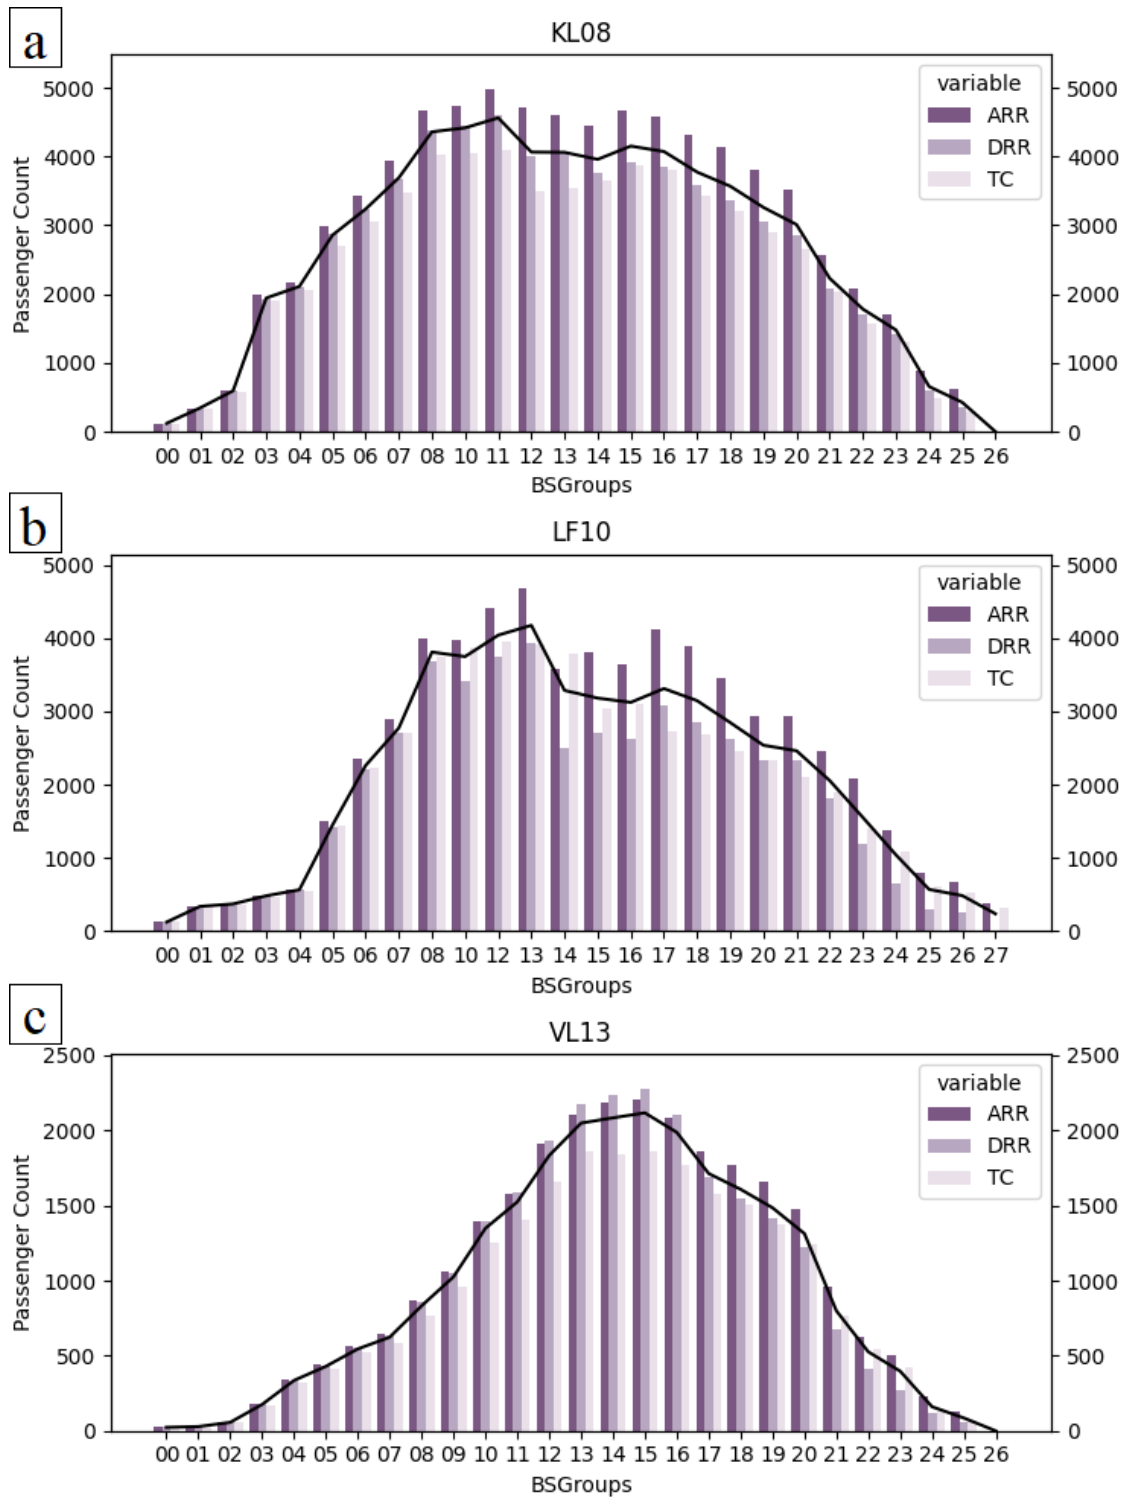 a
KL08
5000
4000
3000
2000
1000
0
Passenger Count
variable
ARR
DRR
TC
5000
4000
3000
2000
1000
0
00 01 02 03 04 05 06 07 08 10 11 12 13 14 15 16 17 18 19 20 21 22 23 24 25 26
BSGroups
b
LF10
5000
4000
3000
2000
1000
0
Passenger Count
variable
ARR
DRR
TC
5000
4000
3000
2000
1000
0
00 01 02 03 04 05 06 07 08 10 11 12 13 14 15 16 17 18 19 20 21 22 23 24 25 26 27
BSGroups
c
VL13
2500
2000
1500
1000
500
0
Passenger Count
variable
ARR
DRR
TC
2500
2000
1500
1000
500
0
00 01 02 03 04 05 06 07 08 09 10 11 12 13 14 15 16 17 18 19 20 21 22 23 24 25 26
BSGroups